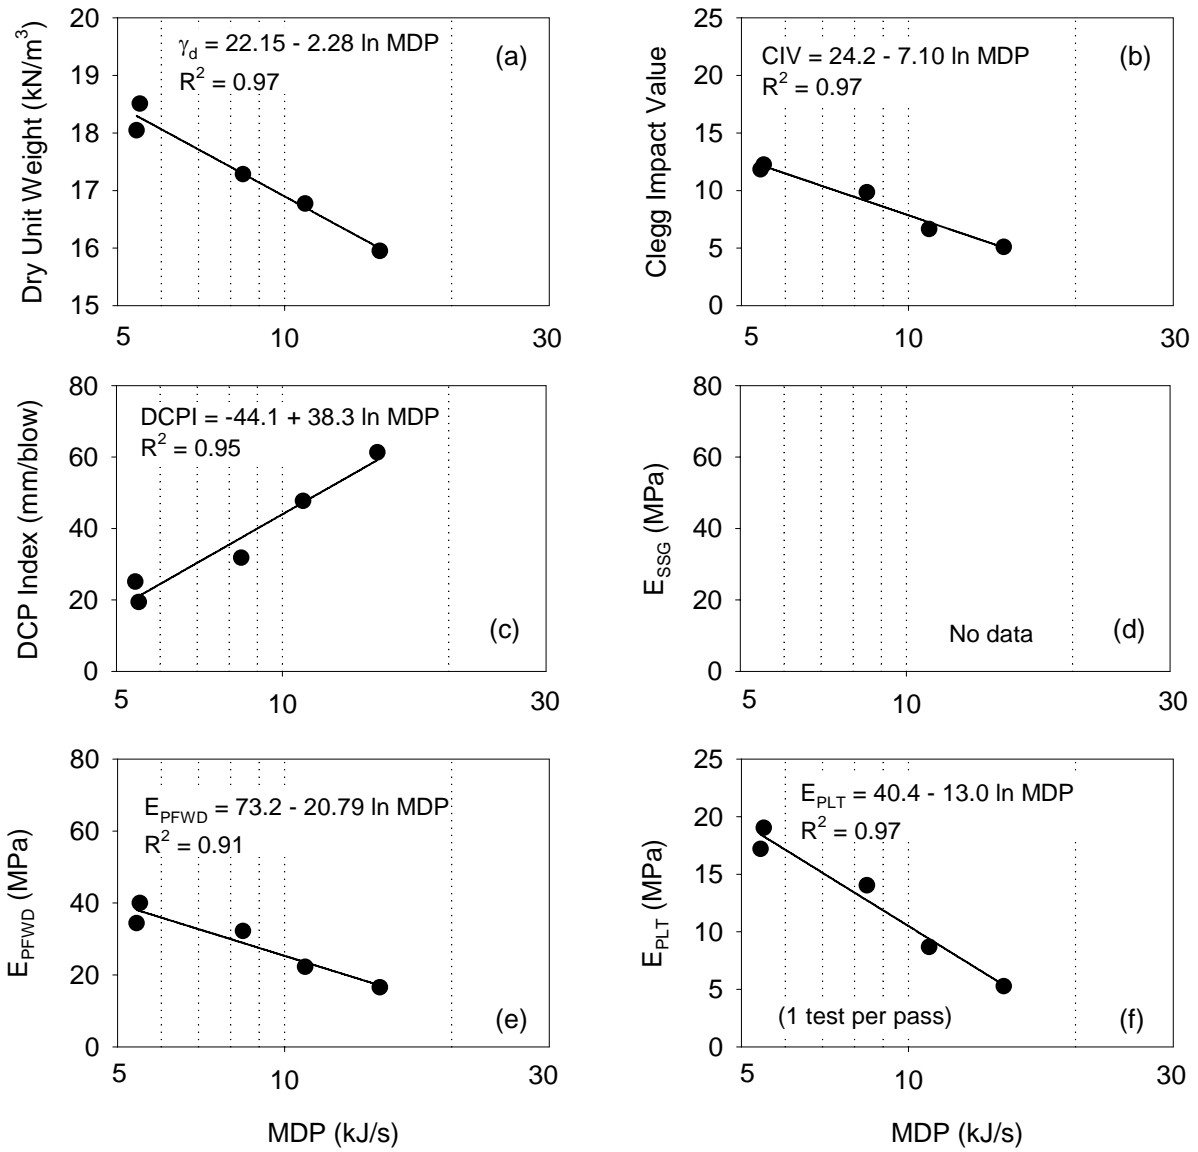 Dry Unit Weight (kN/m³)
20
19
18
17
16
15
γd = 22.15 - 2.28 ln MDP
R² = 0.97
(a)
5
10
30
Clegg Impact Value
25
20
15
10
5
0
CIV = 24.2 - 7.10 ln MDP
R² = 0.97
(b)
5
10
30
DCP Index (mm/blow)
80
60
40
20
0
DCPI = -44.1 + 38.3 ln MDP
R² = 0.95
(c)
5
10
30
ESSG (MPa)
80
60
40
20
0
No data
(d)
5
10
30
EPFWD (MPa)
80
60
40
20
0
EPFWD = 73.2 - 20.79 ln MDP
R² = 0.91
(e)
5
10
30
MDP (kJ/s)
EPLT (MPa)
25
20
15
10
5
0
EPLT = 40.4 - 13.0 ln MDP
R² = 0.97
(1 test per pass)
(f)
5
10
30
MDP (kJ/s)